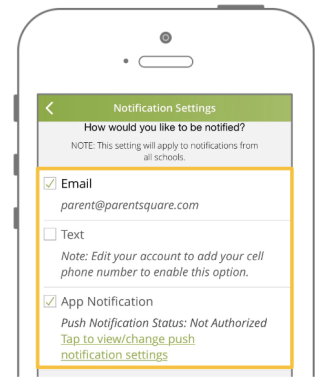 Notification Settings
How would you like to be notified?
NOTE: This setting will apply to notifications from
all schools.
Email
parent@parentsquare.com
Text
Note: Edit your account to add your cell
phone number to enable this option.
App Notification
Push Notification Status: Not Authorized
Tap to view/change push
notification settings